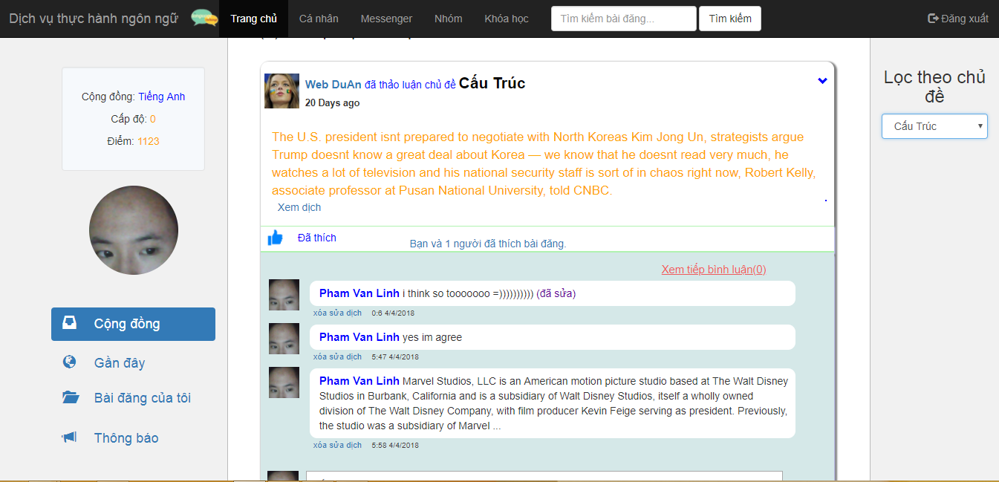 Dịch vụ thực hành ngôn ngữ
Trang chủ
Cá nhân
Messenger
Nhóm
Khóa học
Tìm kiếm bài đăng...
Tìm kiếm
Đăng xuất
Cộng đồng: Tiếng Anh
Cấp độ: 0
Điểm: 1123
Cộng đồng
Gần đây
Bài đăng của tôi
Thông báo
Web DuAn đã thảo luận chủ đề Cấu Trúc
20 Days ago
The U.S. president isnt prepared to negotiate with North Koreas Kim Jong Un, strategists argue
Trump doesnt know a great deal about Korea — we know that he doesnt read very much, he
watches a lot of television and his national security staff is sort of in chaos right now, Robert Kelly,
associate professor at Pusan National University, told CNBC.
Xem dịch
Đã thích
Bạn và 1 người đã thích bài đăng.
Xem tiếp bình luận(0)
Pham Van Linh i think so tooooooo =)))))))))) (đã sửa)
xóa sửa dịch 0:6 4/4/2018
Pham Van Linh yes im agree
xóa sửa dịch 5:47 4/4/2018
Pham Van Linh Marvel Studios, LLC is an American motion picture studio based at The Walt Disney
Studios in Burbank, California and is a subsidiary of Walt Disney Studios, itself a wholly owned
division of The Walt Disney Company, with film producer Kevin Feige serving as president. Previously,
the studio was a subsidiary of Marvel ...
xóa sửa dịch 5:58 4/4/2018
Lọc theo chủ
đề
Cấu Trúc